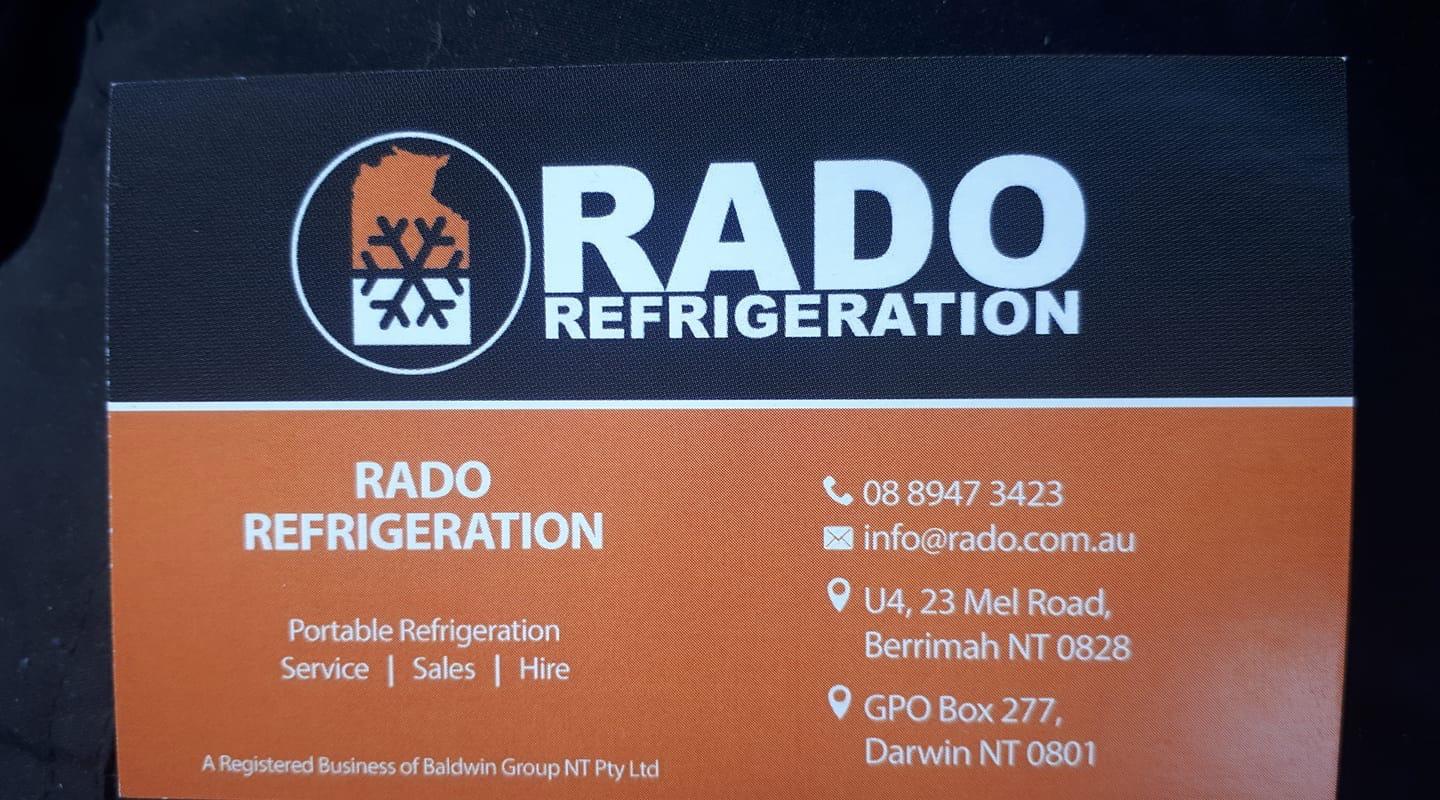 RADO
REFRIGERATION
RADO
REFRIGERATION
Portable Refrigeration
Service | Sales | Hire
A Registered Business of Baldwin Group NT Pty Ltd
08 8947 3423
info@rado.com.au
U4, 23 Mel Road,
Berrimah NT 0828
GPO Box 277,
Darwin NT 0801